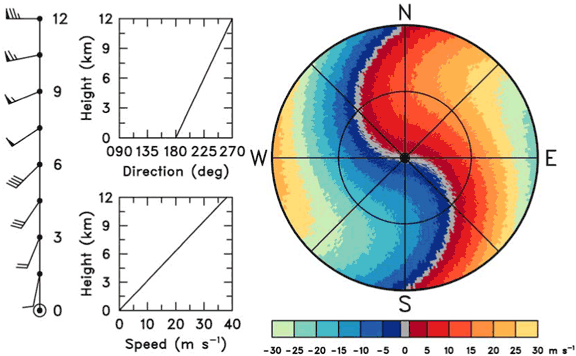 12
9
6
3
0
12
9
6
3
0
Height (km)
090 135 180 225 270
Direction (deg)
12
9
6
3
0
Height (km)
0 10 20 30 40
Speed (m s⁻¹)
N
W
E
S
-30 -25 -20 -15 -10 -5 0 5 10 15 20 25 30 m s⁻¹